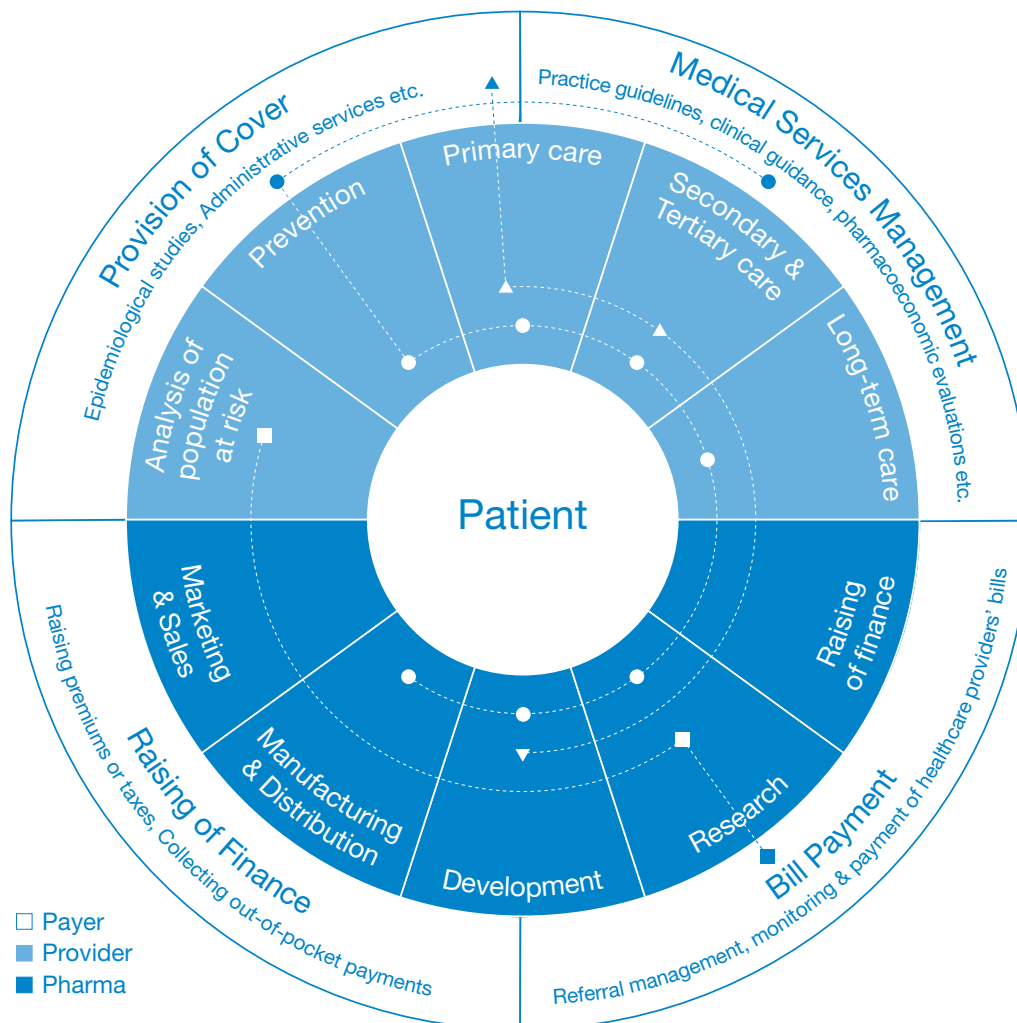 Provision of Cover
Epidemiological studies, Administrative services etc.
Medical Services Management
Practice guidelines, clinical guidance, pharmacoeconomic evaluations etc.
Prevention
Primary care
Secondary &
Tertiary care
Long-term care
Analysis of
population
at risk
Patient
Marketing
& Sales
Manufacturing
& Distribution
Development
Research
Raising
of finance
Raising of Finance
Raising premiums or taxes, Collecting out-of-pocket payments
Bill Payment
Referral management, monitoring & payment of healthcare providers’ bills
Payer
Provider
Pharma